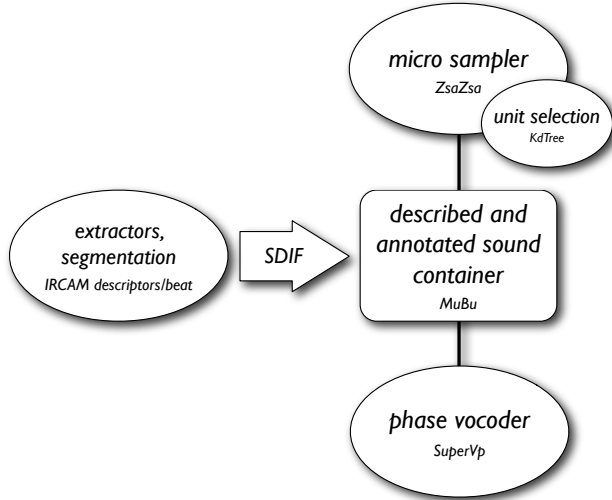 micro sampler
ZsaZsa
unit selection
KdTree
extractors,
segmentation
IRCAM descriptors/beat
SDIF
described and
annotated sound
container
MuBu
phase vocoder
SuperVp